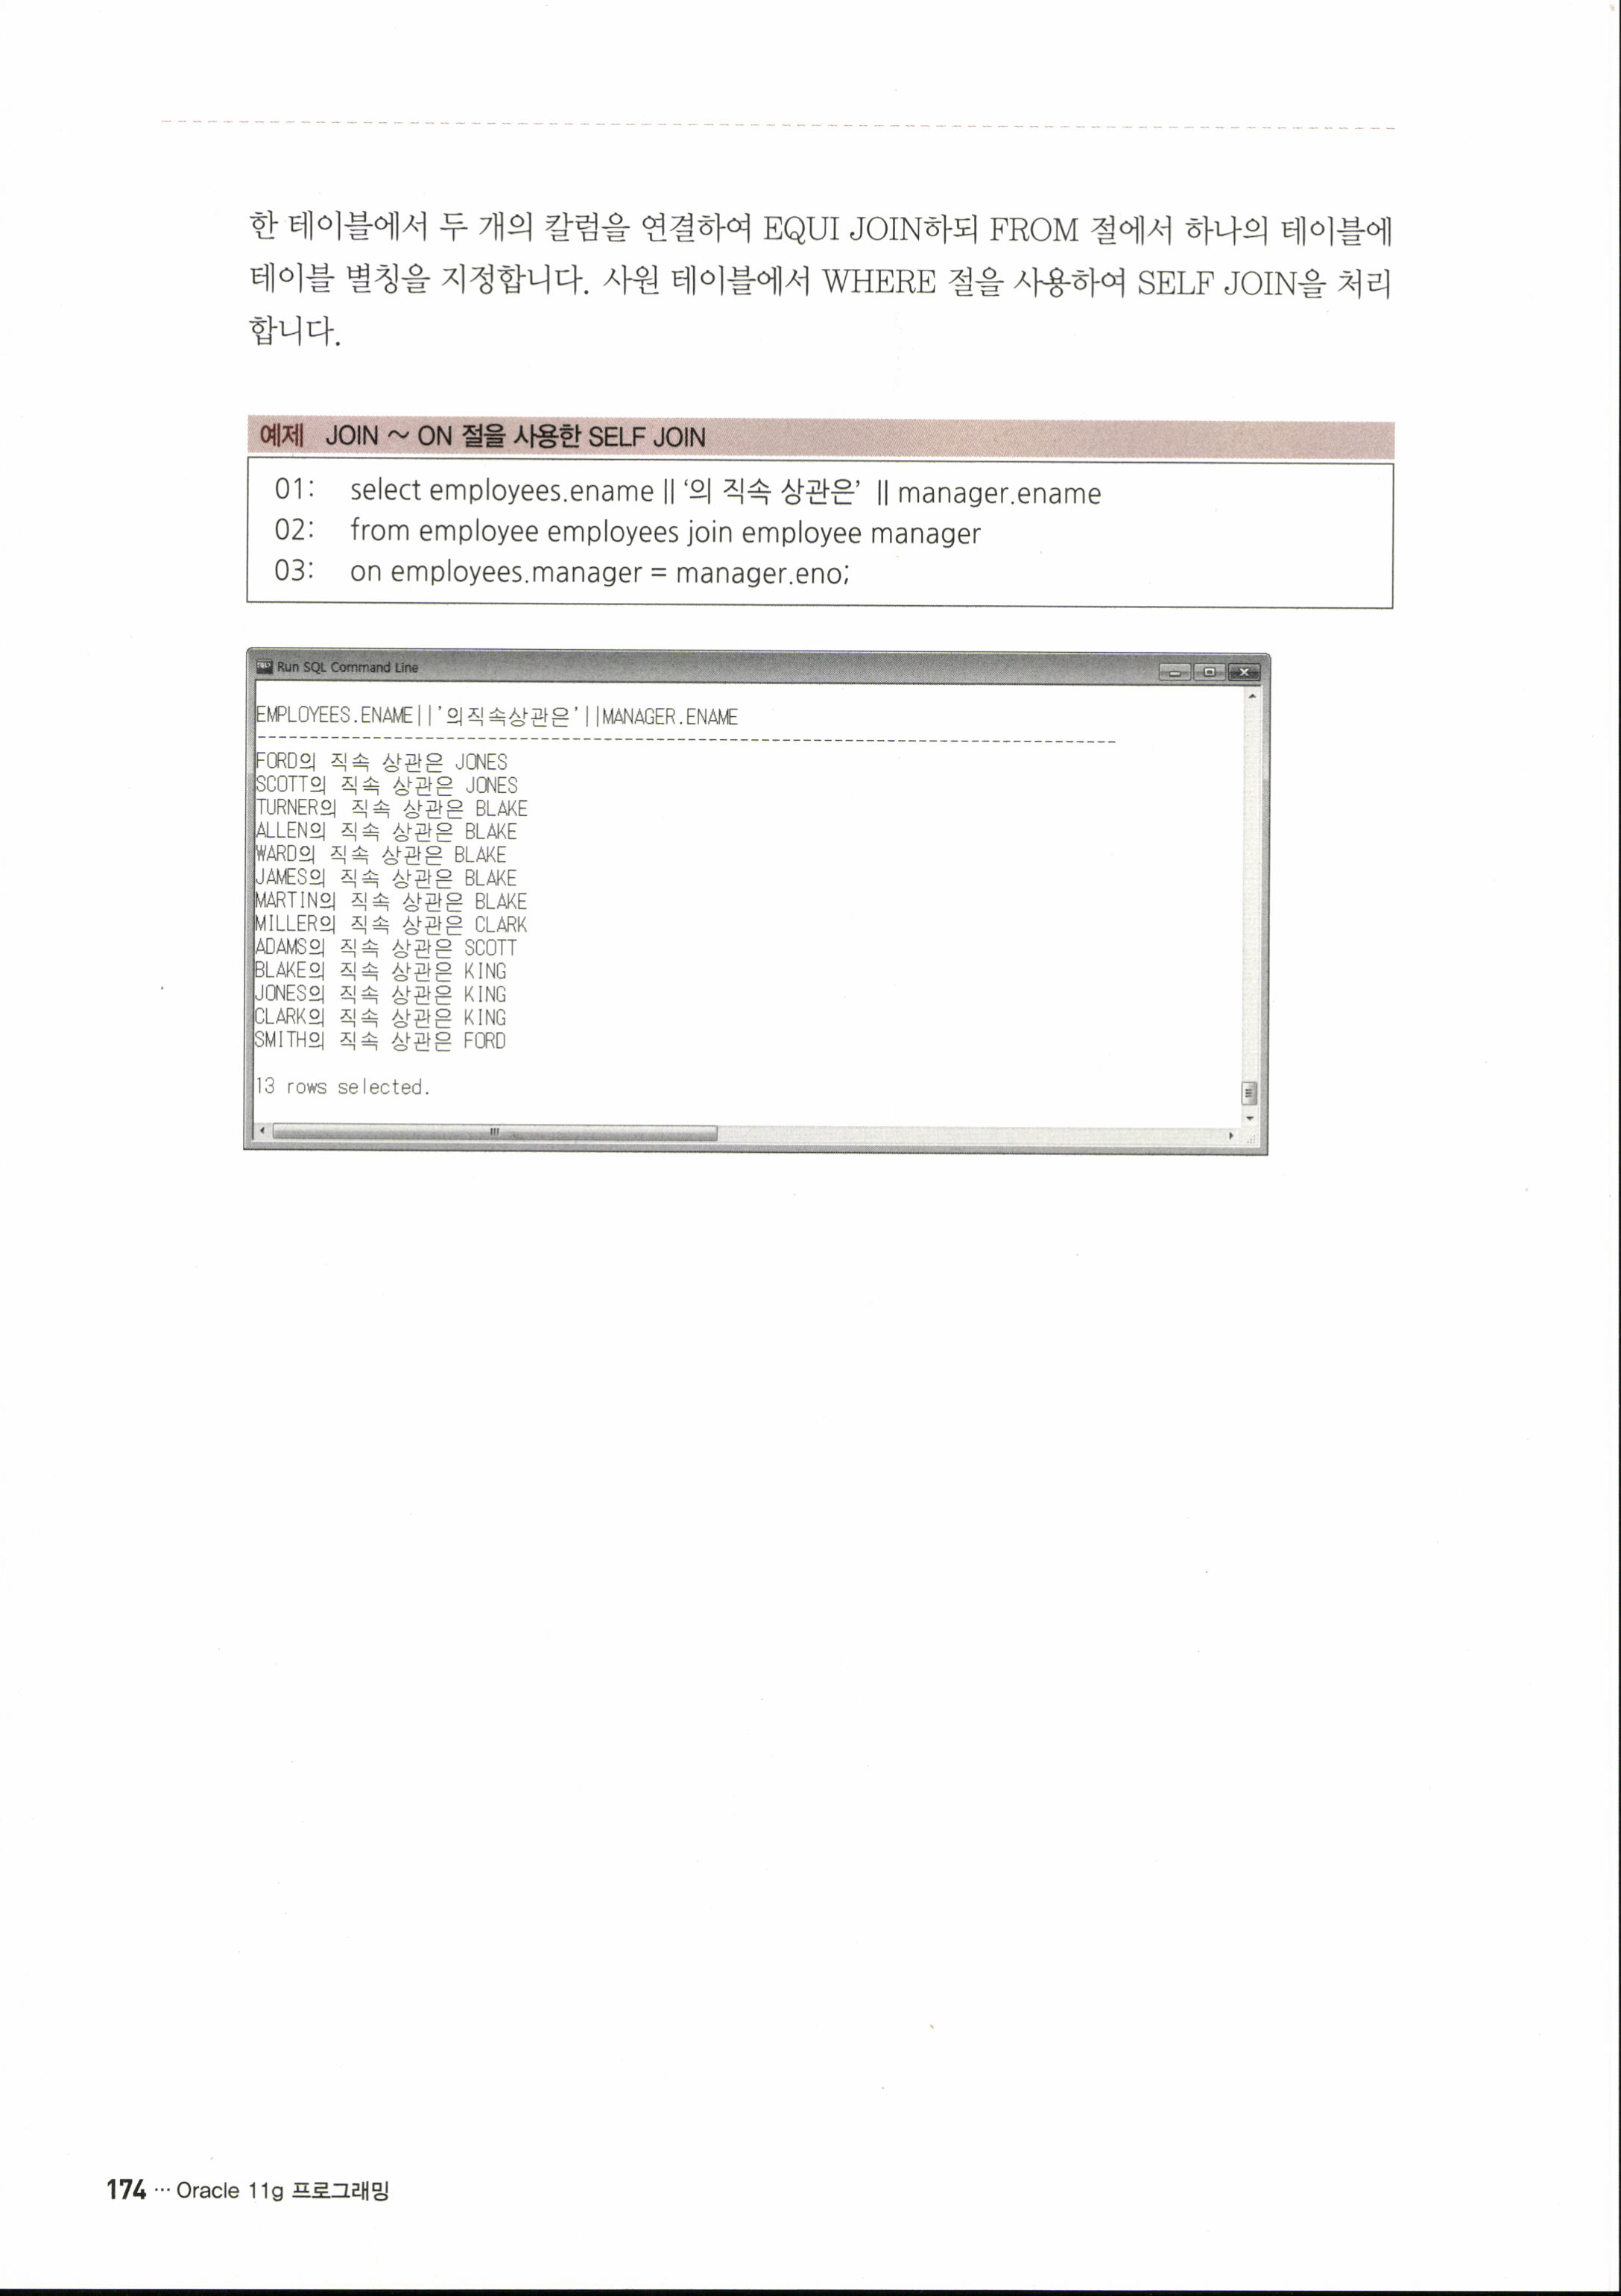 한 테이블에서 두 개의 칼럼을 연결하여 EQUI JOIN하되 FROM 절에서 하나의 테이블에
테이블 별칭을 지정합니다. 사원 테이블에서 WHERE 절을 사용하여 SELF JOIN을 처리
합니다.
예제 JOIN ~ ON 절을 사용한 SELF JOIN
01: select employees.ename || ‘의 직속 상관은’ || manager.ename
02: from employee employees join employee manager
03: on employees.manager = manager.eno;
Run SQL Command Line
EMPLOYEES.ENAME||'의직속상관은'||MANAGER.ENAME
--------------------------------------------------------------------------------
FORD의 직속 상관은 JONES
SCOTT의 직속 상관은 JONES
TURNER의 직속 상관은 BLAKE
ALLEN의 직속 상관은 BLAKE
WARD의 직속 상관은 BLAKE
JAMES의 직속 상관은 BLAKE
MARTIN의 직속 상관은 BLAKE
MILLER의 직속 상관은 CLARK
ADAMS의 직속 상관은 SCOTT
BLAKE의 직속 상관은 KING
JONES의 직속 상관은 KING
CLARK의 직속 상관은 KING
SMITH의 직속 상관은 FORD
13 rows selected.
174 ··· Oracle 11g 프로그래밍